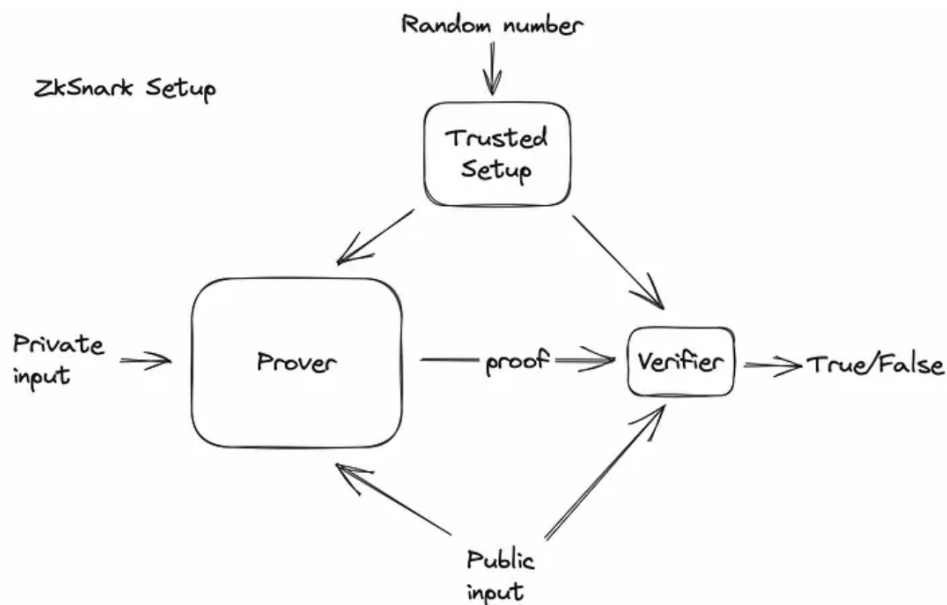 Random number
ZkSnark Setup
Trusted
Setup
Private
input
Prover
proof
Verifier
True/False
Public
input